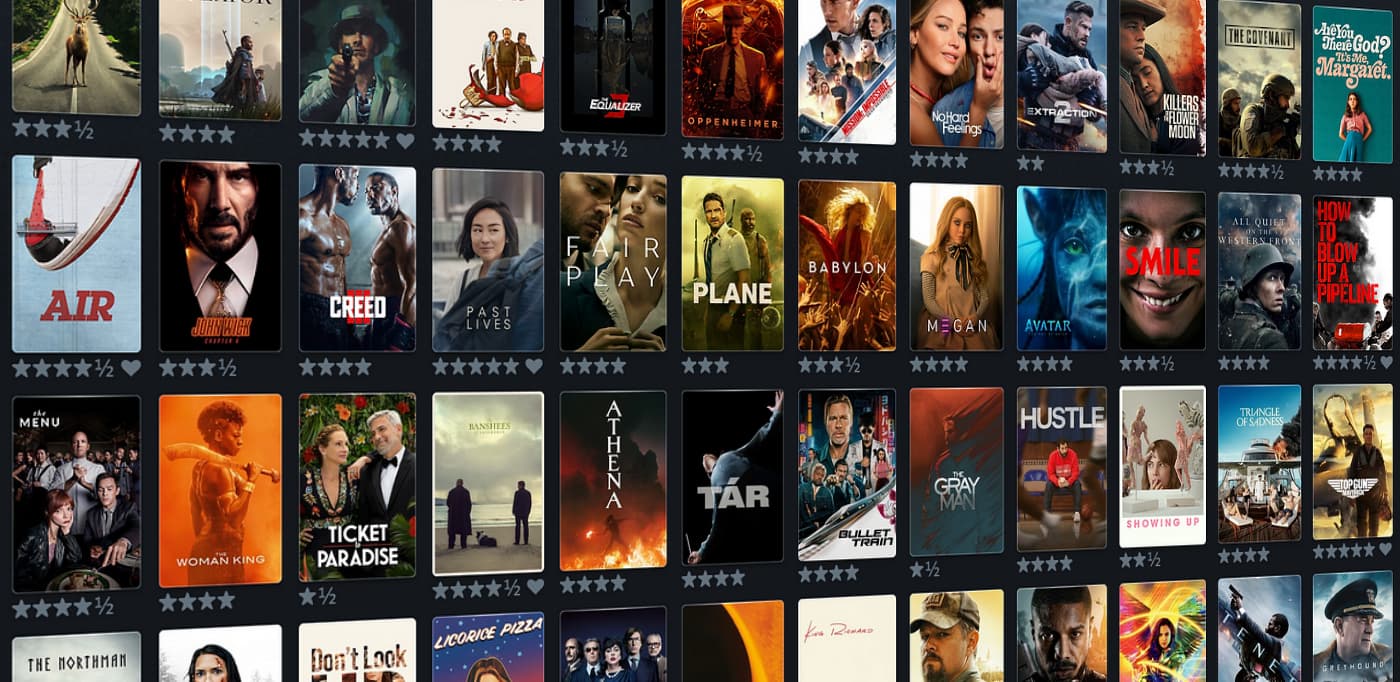 THE
EQUALIZER
3
OPPENHEIMER
MISSION: IMPOSSIBLE
No Hard
Feelings
EXTRACTION
2
KILLERS
OF THE
FLOWER
MOON
THE COVENANT
Are You
There God?
It's Me,
Margaret.
★★★½
★★★★
★★★★★ ♥
★★★★
★★★½
★★★★½
★★★★
★★★★
★★
★★★½
★★★★
★★★★
AIR
JOHN WICK
CHAPTER 4
CREED
III
PAST
LIVES
FAIR
PLAY
PLANE
BABYLON
M3GAN
AVATAR
SMILE
ALL QUIET
ON THE
WESTERN FRONT
HOW
TO
BLOW
UP A
PIPELINE
★★★★½ ♥
★★★½
★★★★
★★★★★ ♥
★★★★
★★★
★★★½
★★★★
★★★★
★★★½
★★★★
★★★★½ ♥
the
MENU
THE
WOMAN KING
TICKET
to
PARADISE
BANSHEES
ATHENA
TÁR
BULLET
TRAIN
THE
GRAY
MAN
HUSTLE
SHOWING UP
TRIANGLE
OF SADNESS
TOP GUN
MAVERICK
★★★★½
★★★★
★½
★★★★½ ♥
★★★★
★★★★
★★★★
★½
★★★★
★★½
★★★★
★★★★★ ♥
THE NORTHMAN
Don't Look
LICORICE PIZZA
King Richard
TENE
GREYHOUND